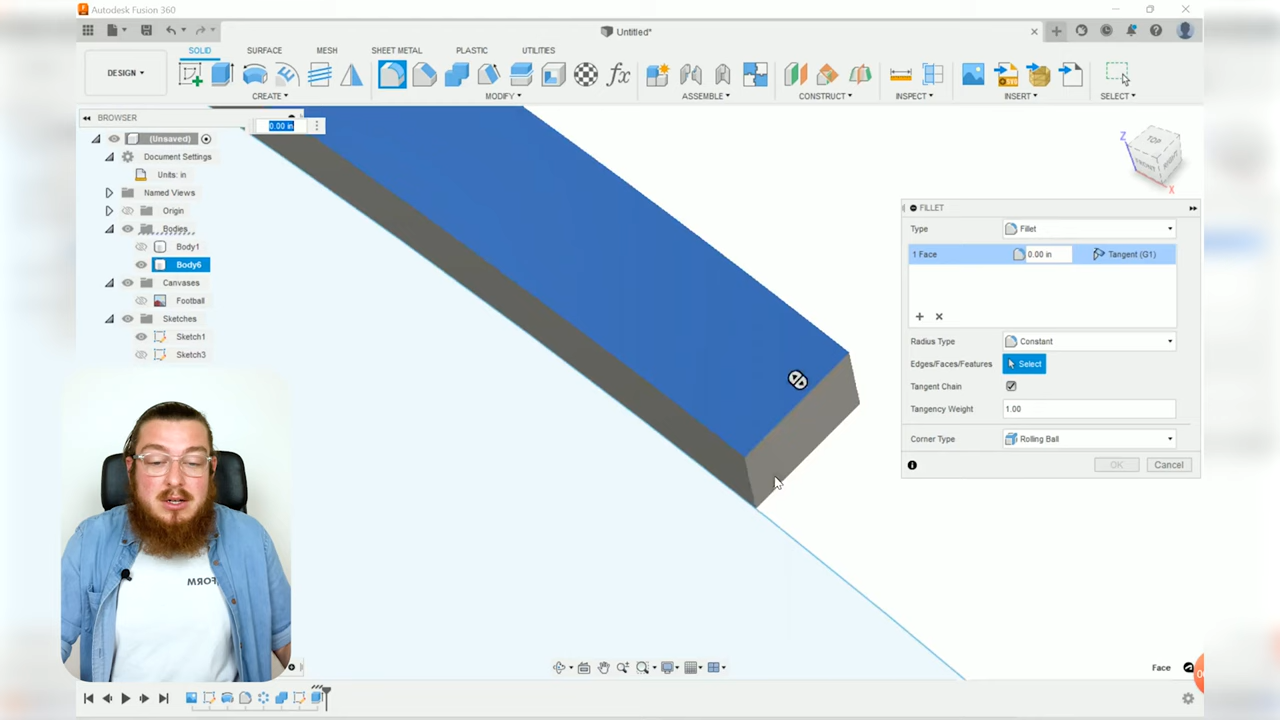 Autodesk Fusion 360
Untitled*
SOLID SURFACE MESH SHEET METAL PLASTIC UTILITIES
DESIGN
CREATE MODIFY ASSEMBLE CONSTRUCT INSPECT INSERT SELECT
BROWSER
0.00 in
(Unsaved)
Document Settings
Units: in
Named Views
Origin
Bodies
Body1
Body6
Canvases
Football
Sketches
Sketch1
Sketch3
TOP
Z
X
FILLET
Type Fillet
1 Face 0.00 in Tangent (G1)
Radius Type Constant
Edges/Faces/Features Select
Tangent Chain
Tangency Weight 1.00
Corner Type Rolling Ball
OK Cancel
Face